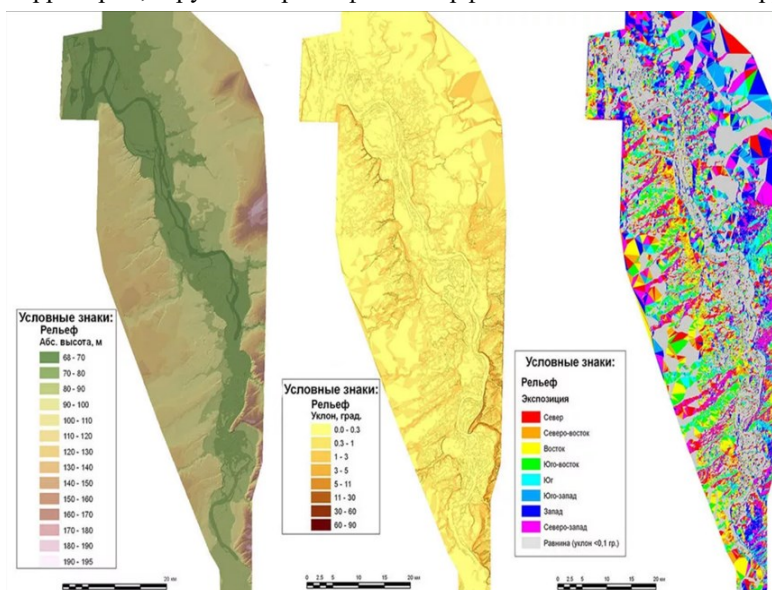 Условные знаки:
Рельеф
Абс. высота, м
68 - 70
70 - 80
80 - 90
90 - 100
100 - 110
110 - 120
120 - 130
130 - 140
140 - 150
150 - 160
160 - 170
170 - 180
180 - 190
190 - 195
20 км
Условные знаки:
Рельеф
Уклон, град.
0.0 - 0.3
0.3 - 1
1 - 3
3 - 5
5 - 11
11 - 30
30 - 60
60 - 90
0 2.5 5 10 15 20 км
Условные знаки:
Рельеф
Экспозиция
Север
Северо-восток
Восток
Юго-восток
Юг
Юго-запад
Запад
Северо-запад
Равнина (уклон <0,1 гр.)
0 2.5 5 10 15 20